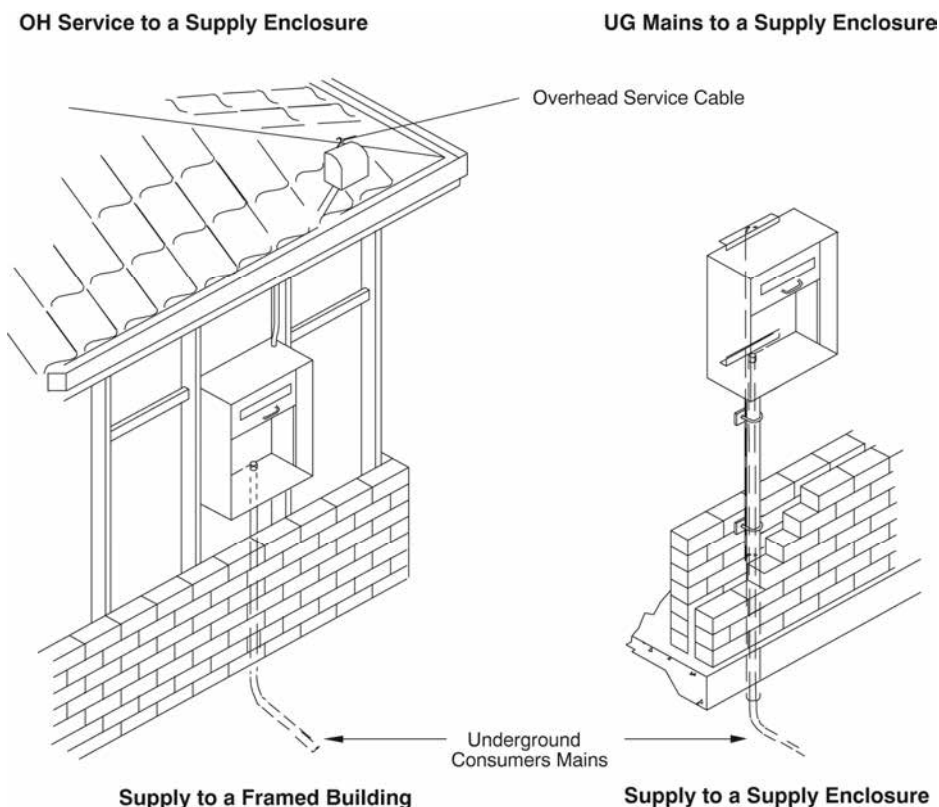 OH Service to a Supply Enclosure
UG Mains to a Supply Enclosure
Overhead Service Cable
Underground
Consumers Mains
Supply to a Framed Building
Supply to a Supply Enclosure